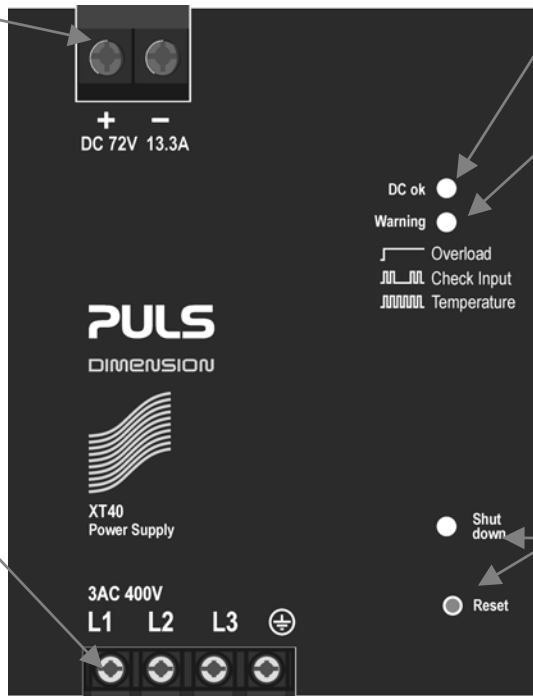 + −
DC 72V 13.3A
DC ok
Warning
Overload
Check Input
Temperature
PULS
DIMENSION
XT40
Power Supply
Shut
down
3AC 400V
Reset
L1 L2 L3